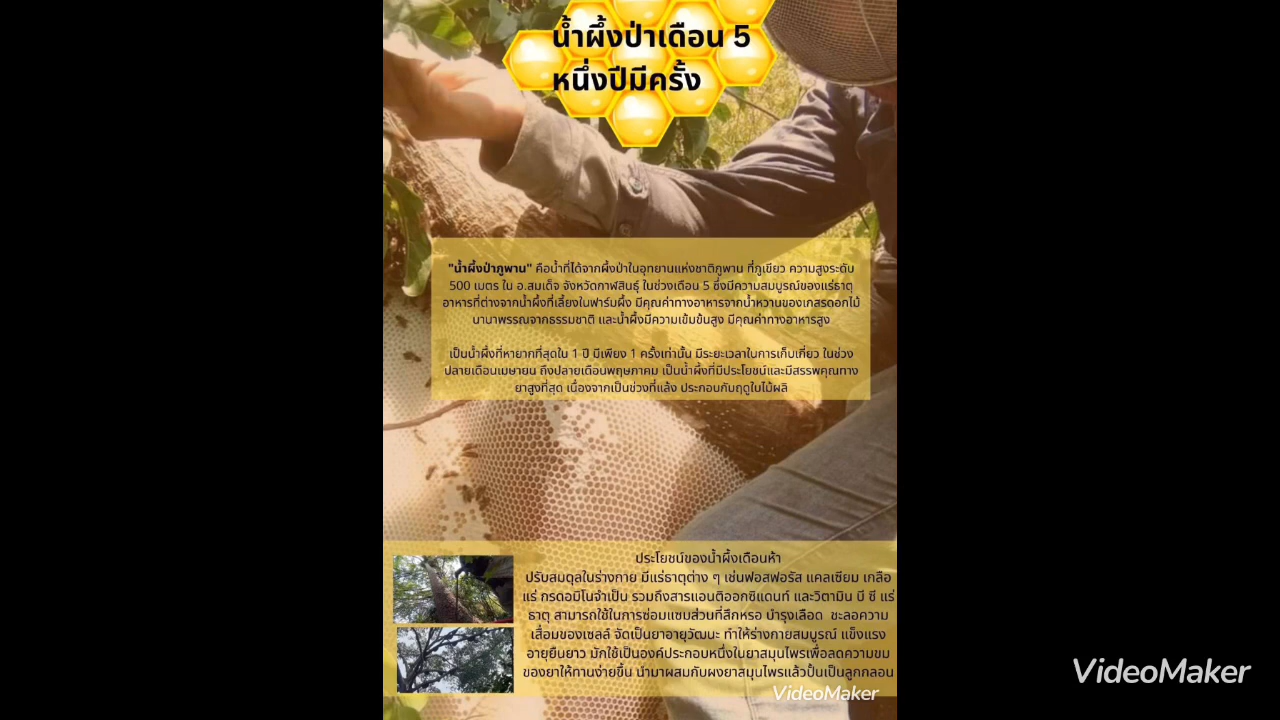 น้ำผึ้งป่าเดือน 5
หนึ่งปีมีครั้ง
"น้ำผึ้งป่าภูพาน" คือน้ำที่ได้จากผึ้งป่าในอุทยานแห่งชาติภูพาน ที่ภูเขียว ความสูงระดับ
500 เมตร ใน อ.สมเด็จ จังหวัดกาฬสินธุ์ ในช่วงเดือน 5 ซึ่งมีความสมบูรณ์ของแร่ธาตุ
อาหารที่ต่างจากน้ำผึ้งที่เลี้ยงในฟาร์มผึ้ง มีคุณค่าทางอาหารจากน้ำหวานของเกสรดอกไม้
นานาพรรณจากธรรมชาติ และน้ำผึ้งมีความเข้มข้นสูง มีคุณค่าทางอาหารสูง
เป็นน้ำผึ้งที่หายากที่สุดใน 1 ปี มีเพียง 1 ครั้งเท่านั้น มีระยะเวลาในการเก็บเกี่ยว ในช่วง
ปลายเดือนเมษายน ถึงปลายเดือนพฤษภาคม เป็นน้ำผึ้งที่มีประโยชน์และมีสรรพคุณทาง
ยาสูงที่สุด เนื่องจากเป็นช่วงที่แล้ง ประกอบกับฤดูใบไม้ผลิ
ประโยชน์ของน้ำผึ้งเดือนห้า
ปรับสมดุลในร่างกาย มีแร่ธาตุต่าง ๆ เช่นฟอสฟอรัส แคลเซียม เกลือ
แร่ กรดอมิโนจำเป็น รวมถึงสารแอนติออกซิแดนท์ และวิตามิน บี ซี แร่
ธาตุ สามารถใช้ในการซ่อมแซมส่วนที่สึกหรอ บำรุงเลือด ชะลอความ
เสื่อมของเซลล์ จัดเป็นยาอายุวัฒนะ ทำให้ร่างกายสมบูรณ์ แข็งแรง
อายุยืนยาว มักใช้เป็นองค์ประกอบหนึ่งในยาสมุนไพรเพื่อลดความขม
ของยาให้ทานง่ายขึ้น นำมาผสมกับผงยาสมุนไพรแล้วปั้นเป็นลูกกลอน
VideoMaker
VideoMaker